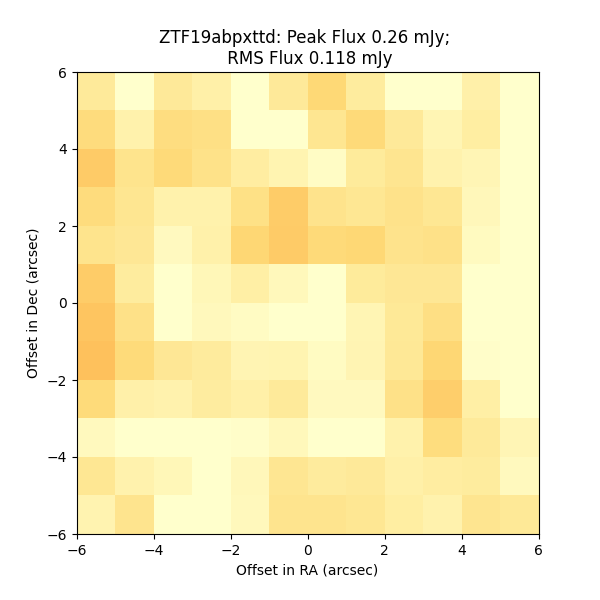 ZTF19abpxttd: Peak Flux 0.26 mJy;
RMS Flux 0.118 mJy
6
4
2
0
−2
−4
−6
Offset in Dec (arcsec)
−6 −4 −2 0 2 4 6
Offset in RA (arcsec)